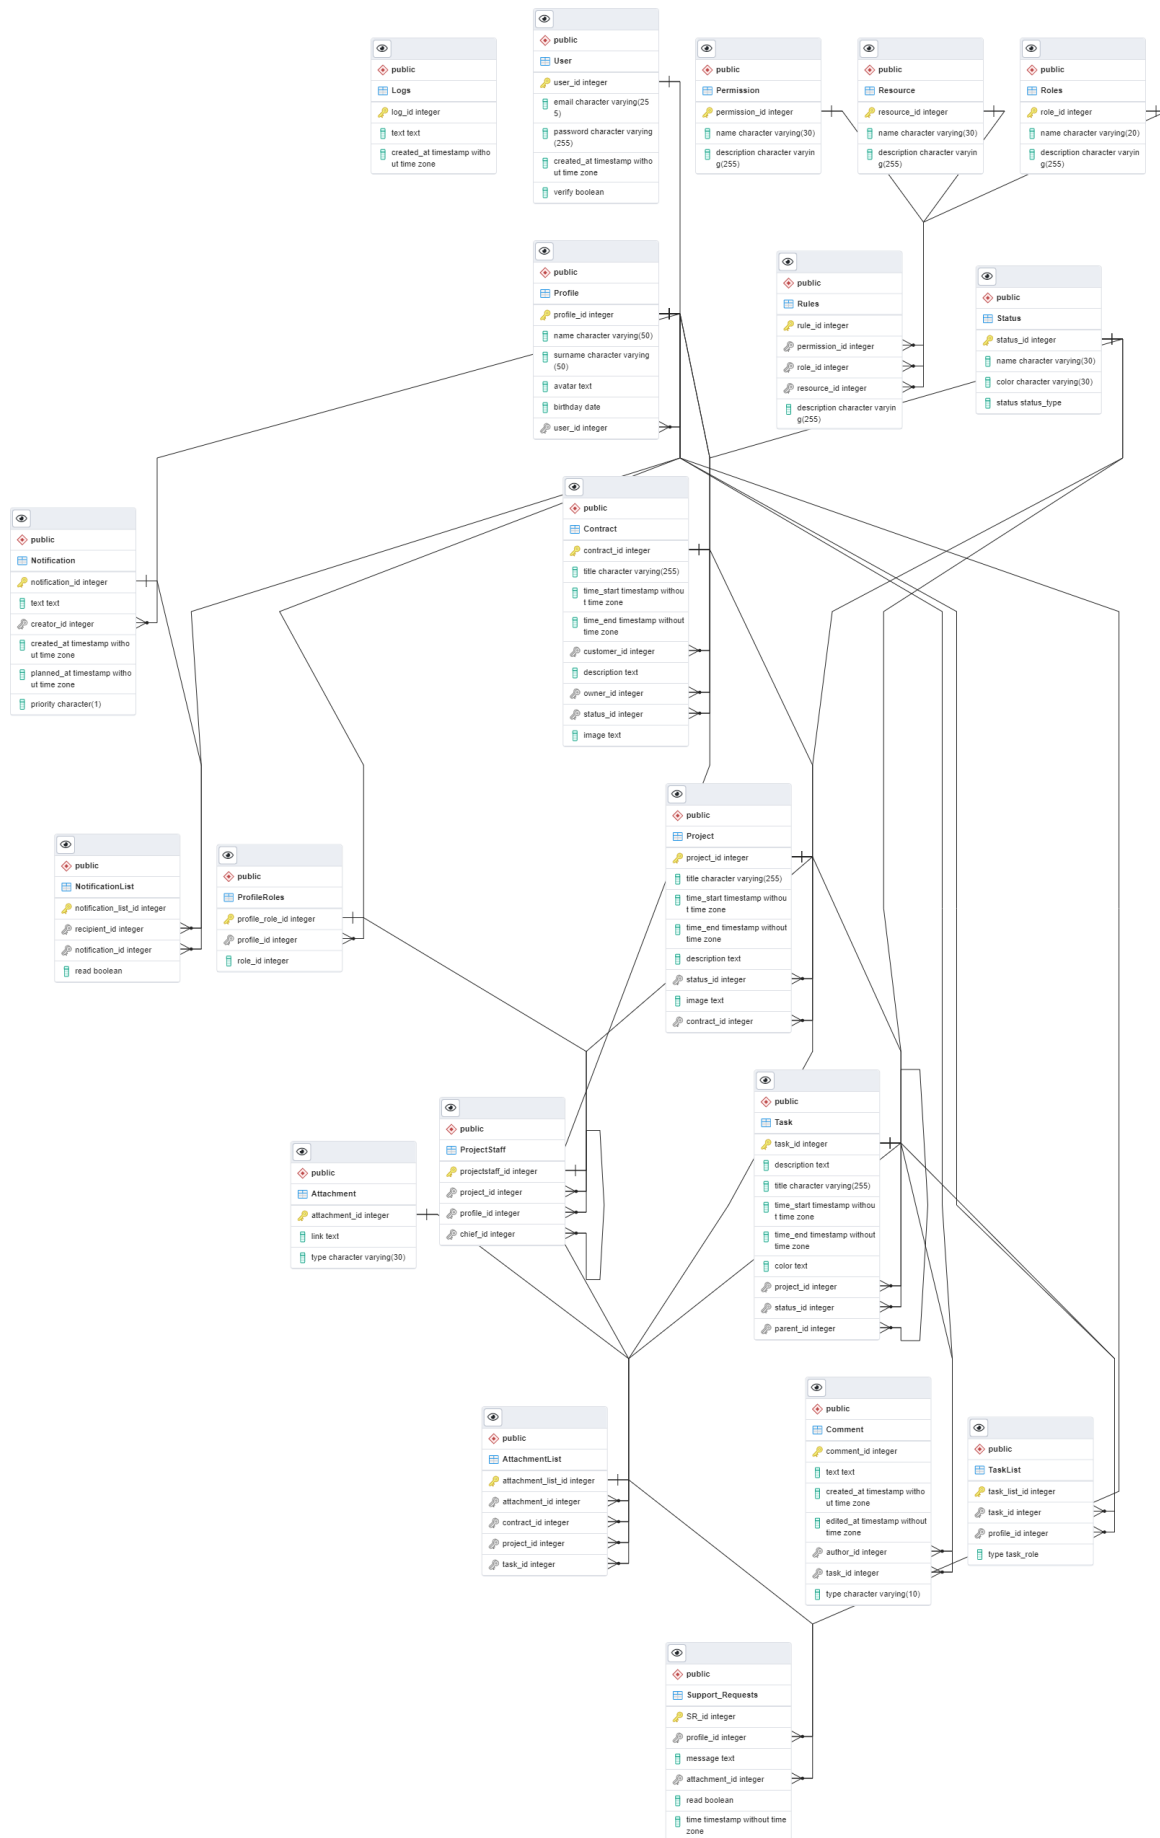 public
User
user_id integer
email character varying(25
5)
password character varying
(255)
created_at timestamp witho
ut time zone
verify boolean
public
Logs
log_id integer
text text
created_at timestamp witho
ut time zone
public
Permission
permission_id integer
name character varying(30)
description character varyin
g(255)
public
Resource
resource_id integer
name character varying(30)
description character varyin
g(255)
public
Roles
role_id integer
name character varying(20)
description character varyin
g(255)
public
Profile
profile_id integer
name character varying(50)
surname character varying
(50)
avatar text
birthday date
user_id integer
public
Rules
rule_id integer
permission_id integer
role_id integer
resource_id integer
description character varyin
g(255)
public
Status
status_id integer
name character varying(30)
color character varying(30)
status status_type
public
Contract
contract_id integer
title character varying(255)
time_start timestamp withou
t time zone
time_end timestamp without
time zone
customer_id integer
description text
owner_id integer
status_id integer
image text
public
Notification
notification_id integer
text text
creator_id integer
created_at timestamp witho
ut time zone
planned_at timestamp witho
ut time zone
priority character(1)
public
Project
project_id integer
title character varying(255)
time_start timestamp withou
t time zone
time_end timestamp without
time zone
description text
status_id integer
image text
contract_id integer
public
NotificationList
notification_list_id integer
recipient_id integer
notification_id integer
read boolean
public
ProfileRoles
profile_role_id integer
profile_id integer
role_id integer
public
Task
task_id integer
description text
title character varying(255)
time_start timestamp withou
t time zone
time_end timestamp without
time zone
color text
project_id integer
status_id integer
parent_id integer
public
ProjectStaff
projectstaff_id integer
project_id integer
profile_id integer
chief_id integer
public
Attachment
attachment_id integer
link text
type character varying(30)
public
AttachmentList
attachment_list_id integer
attachment_id integer
contract_id integer
project_id integer
task_id integer
public
Comment
comment_id integer
text text
created_at timestamp witho
ut time zone
edited_at timestamp without
time zone
author_id integer
task_id integer
type character varying(10)
public
TaskList
task_list_id integer
task_id integer
profile_id integer
type task_role
public
Support_Requests
SR_id integer
profile_id integer
message text
attachment_id integer
read boolean
time timestamp without time
zone